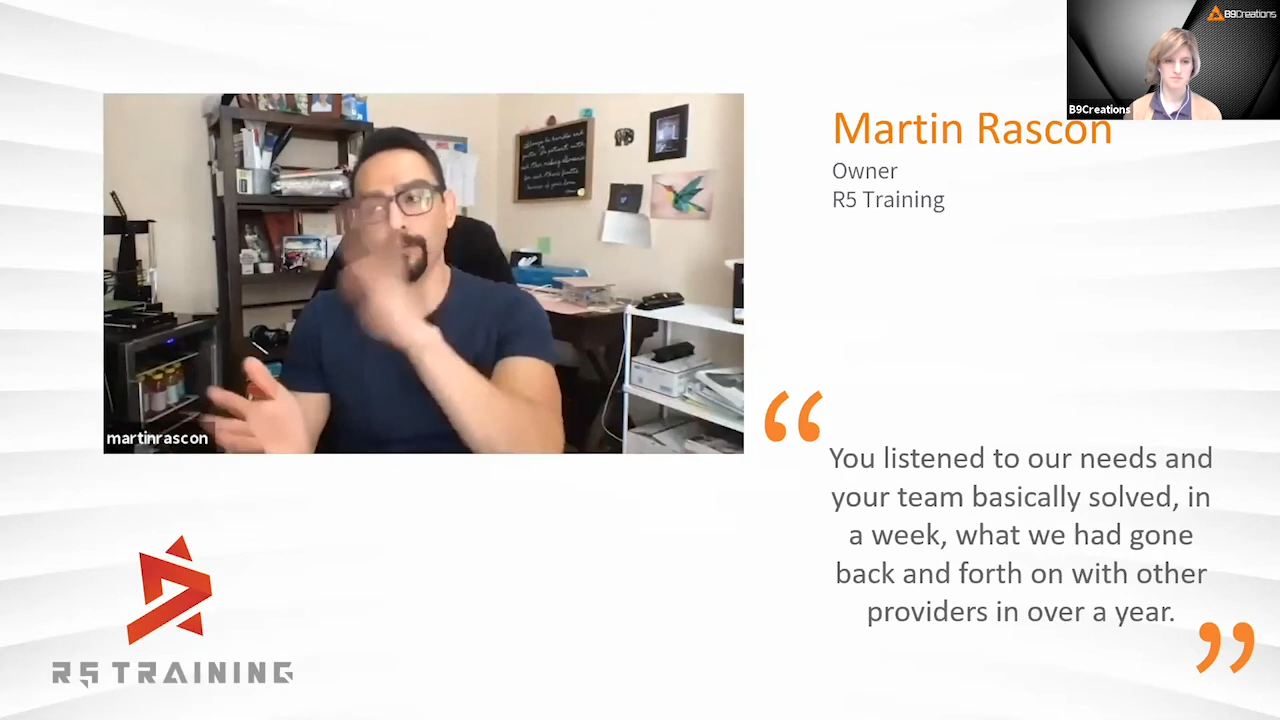 B9Creations
B9Creations
Martin Rascon
Owner
R5 Training
martinrascon
“
You listened to our needs and
your team basically solved, in
a week, what we had gone
back and forth on with other
providers in over a year.
”
R5 TRAINING